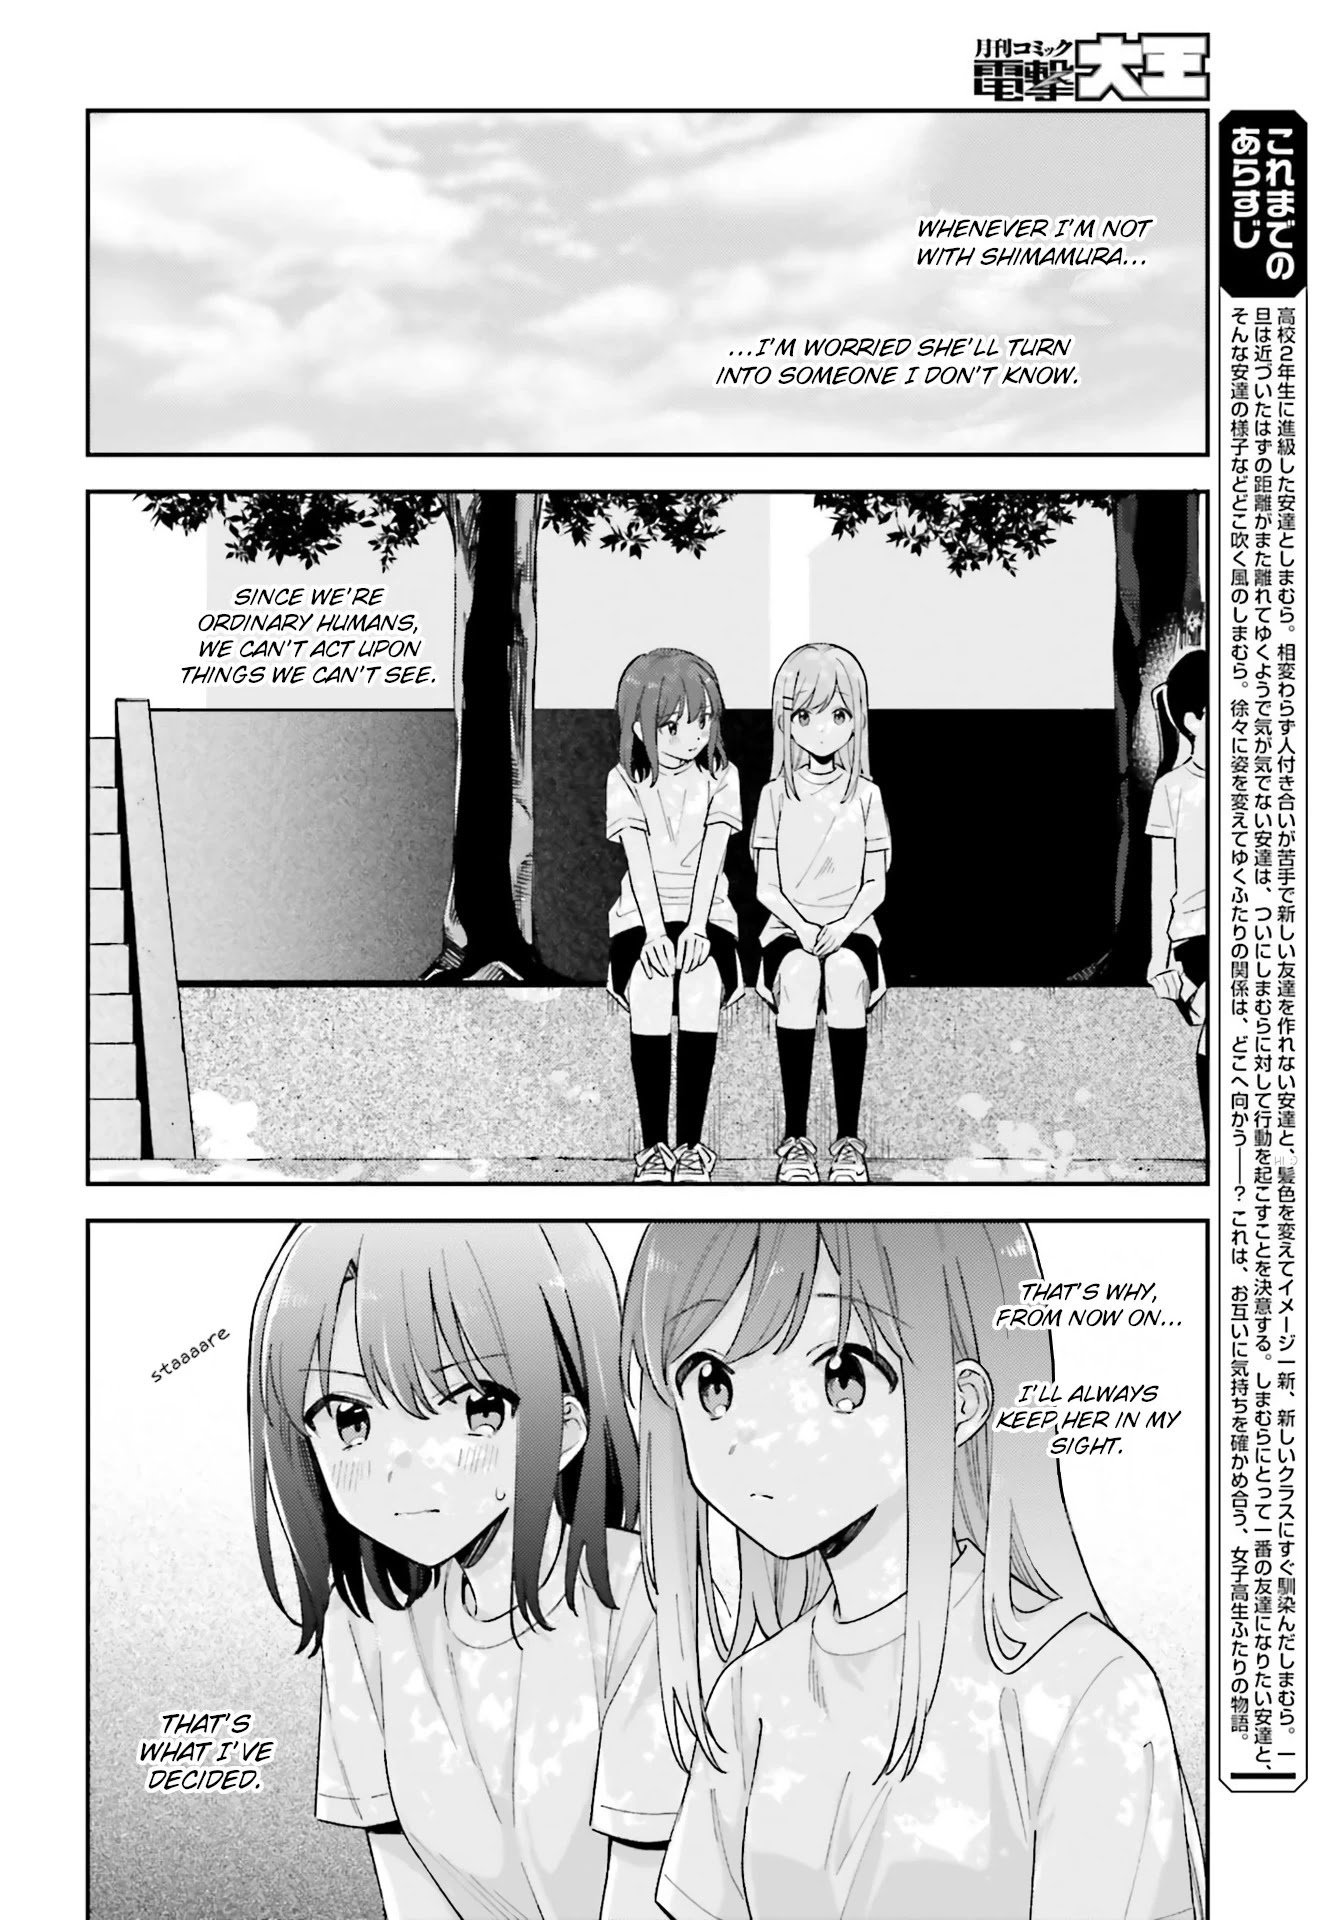 月刊コミック
電撃大王
これまでの
あらすじ
高校2年生に進級した安達としまむら。相変わらず人付き合いが苦手で新しい友達を作れない安達と、髪色を変えてイメージ一新、新しいクラスにすぐ馴染んだしまむら。一
旦は近づいたはずの距離がまた離れてゆくようで気が気でない安達は、ついにしまむらに対して行動を起こすことを決意する。しまむらにとって一番の友達になりたい安達と、
そんな安達の様子などどこ吹く風のしまむら。徐々に姿を変えてゆくふたりの関係は、どこへ向かう——？これは、お互いに気持ちを確かめ合う、女子高生ふたりの物語。
WHENEVER I'M NOT
WITH SHIMAMURA...
...I'M WORRIED SHE'LL TURN
INTO SOMEONE I DON'T KNOW.
SINCE WE'RE
ORDINARY HUMANS,
WE CAN'T ACT UPON
THINGS WE CAN'T SEE.
THAT'S WHY,
FROM NOW ON...
I'LL ALWAYS
KEEP HER IN MY
SIGHT.
staaaare
THAT'S
WHAT I'VE
DECIDED.